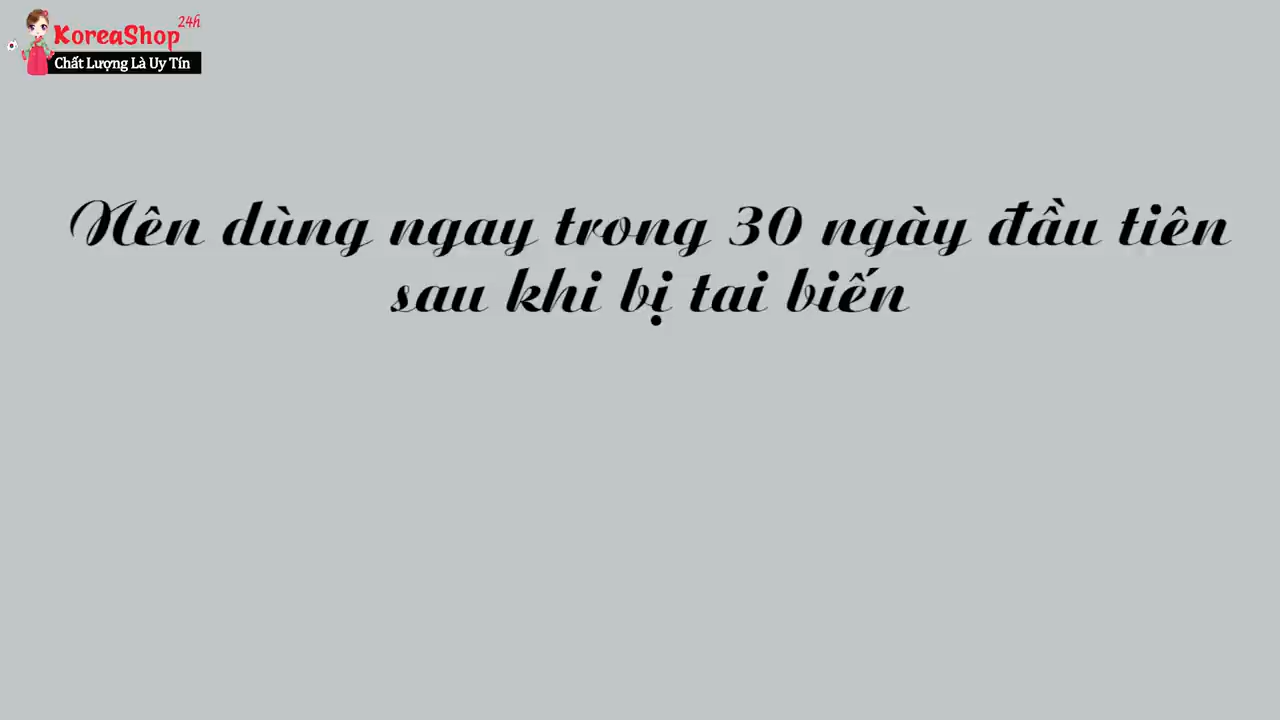 24h
KoreaShop
Chất Lượng Là Uy Tín
Nên dùng ngay trong 30 ngày đầu tiên
sau khi bị tai biến